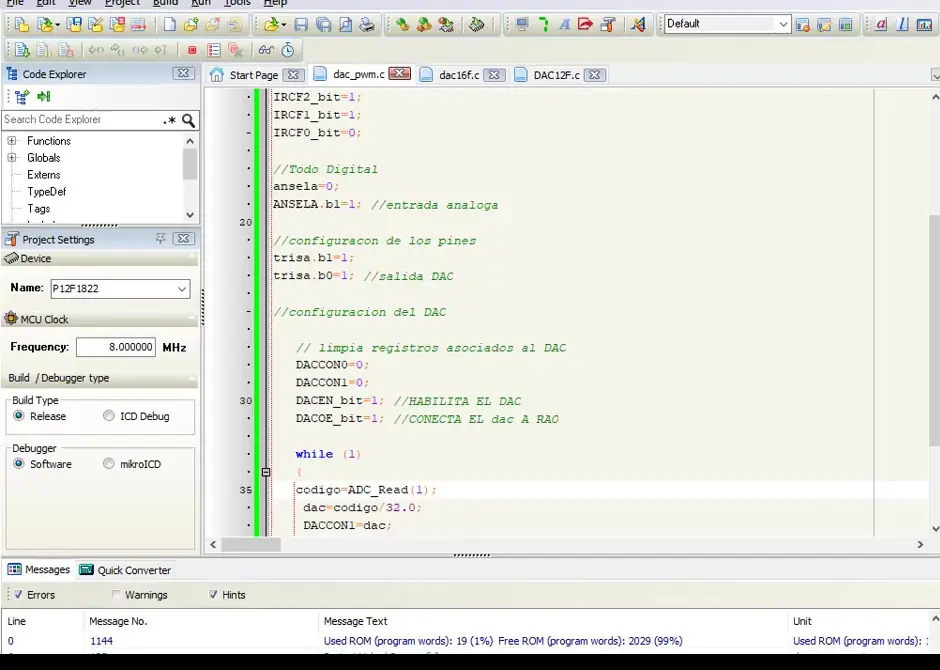 File Edit View Project Build Run Tools Help
Default
Code Explorer
Start Page dac_pwm.c dac16f.c DAC12F.c
Search Code Explorer
Functions
Globals
Externs
TypeDef
Tags
Project Settings
Device
Name: P12F1822
MCU Clock
Frequency: 8.000000 MHz
Build / Debugger type
Build Type
Release ICD Debug
Debugger
Software mikroICD
IRCF2_bit=1;
IRCF1_bit=1;
IRCF0_bit=0;
//Todo Digital
ansela=0;
ANSELA.b1=1; //entrada analoga
20
//configuracon de los pines
trisa.b1=1;
trisa.b0=1; //salida DAC
//configuracion del DAC
// limpia registros asociados al DAC
DACCON0=0;
DACCON1=0;
30 DACEN_bit=1; //HABILITA EL DAC
DACOE_bit=1; //CONECTA EL dac A RAO
while (1)
{
35 codigo=ADC_Read(1);
dac=codigo/32.0;
DACCON1=dac;
Messages Quick Converter
Errors Warnings Hints
Line Message No. Message Text Unit
0 1144 Used ROM (program words): 19 (1%) Free ROM (program words): 2029 (99%) Used ROM (program words):